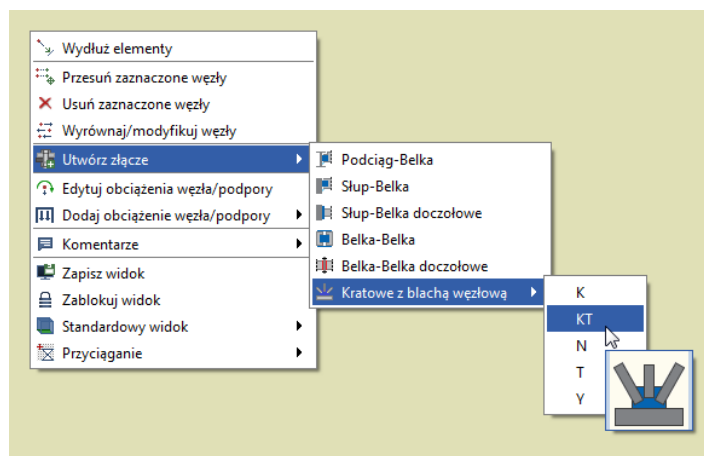 Wydłuż elementy
Przesuń zaznaczone węzły
Usuń zaznaczone węzły
Wyrównaj/modyfikuj węzły
Utwórz złącze
Edytuj obciążenia węzła/podpory
Dodaj obciążenie węzła/podpory
Komentarze
Zapisz widok
Zablokuj widok
Standardowy widok
Przyciąganie
Podciąg-Belka
Słup-Belka
Słup-Belka doczołowe
Belka-Belka
Belka-Belka doczołowe
Kratowe z blachą węzłową
K
KT
N
T
Y